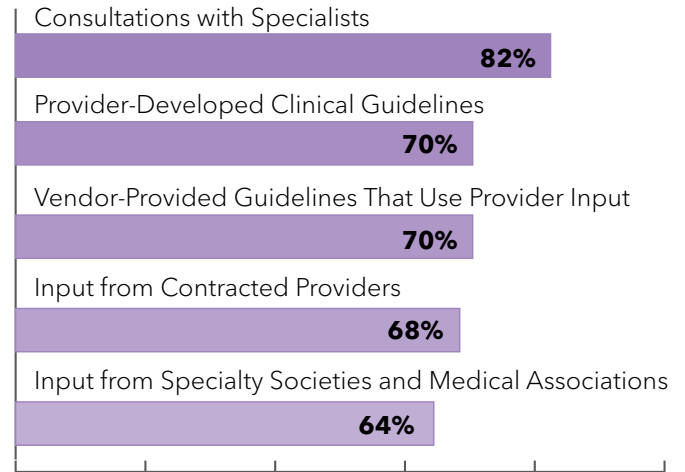 Consultations with Specialists
82%
Provider-Developed Clinical Guidelines
70%
Vendor-Provided Guidelines That Use Provider Input
70%
Input from Contracted Providers
68%
Input from Specialty Societies and Medical Associations
64%